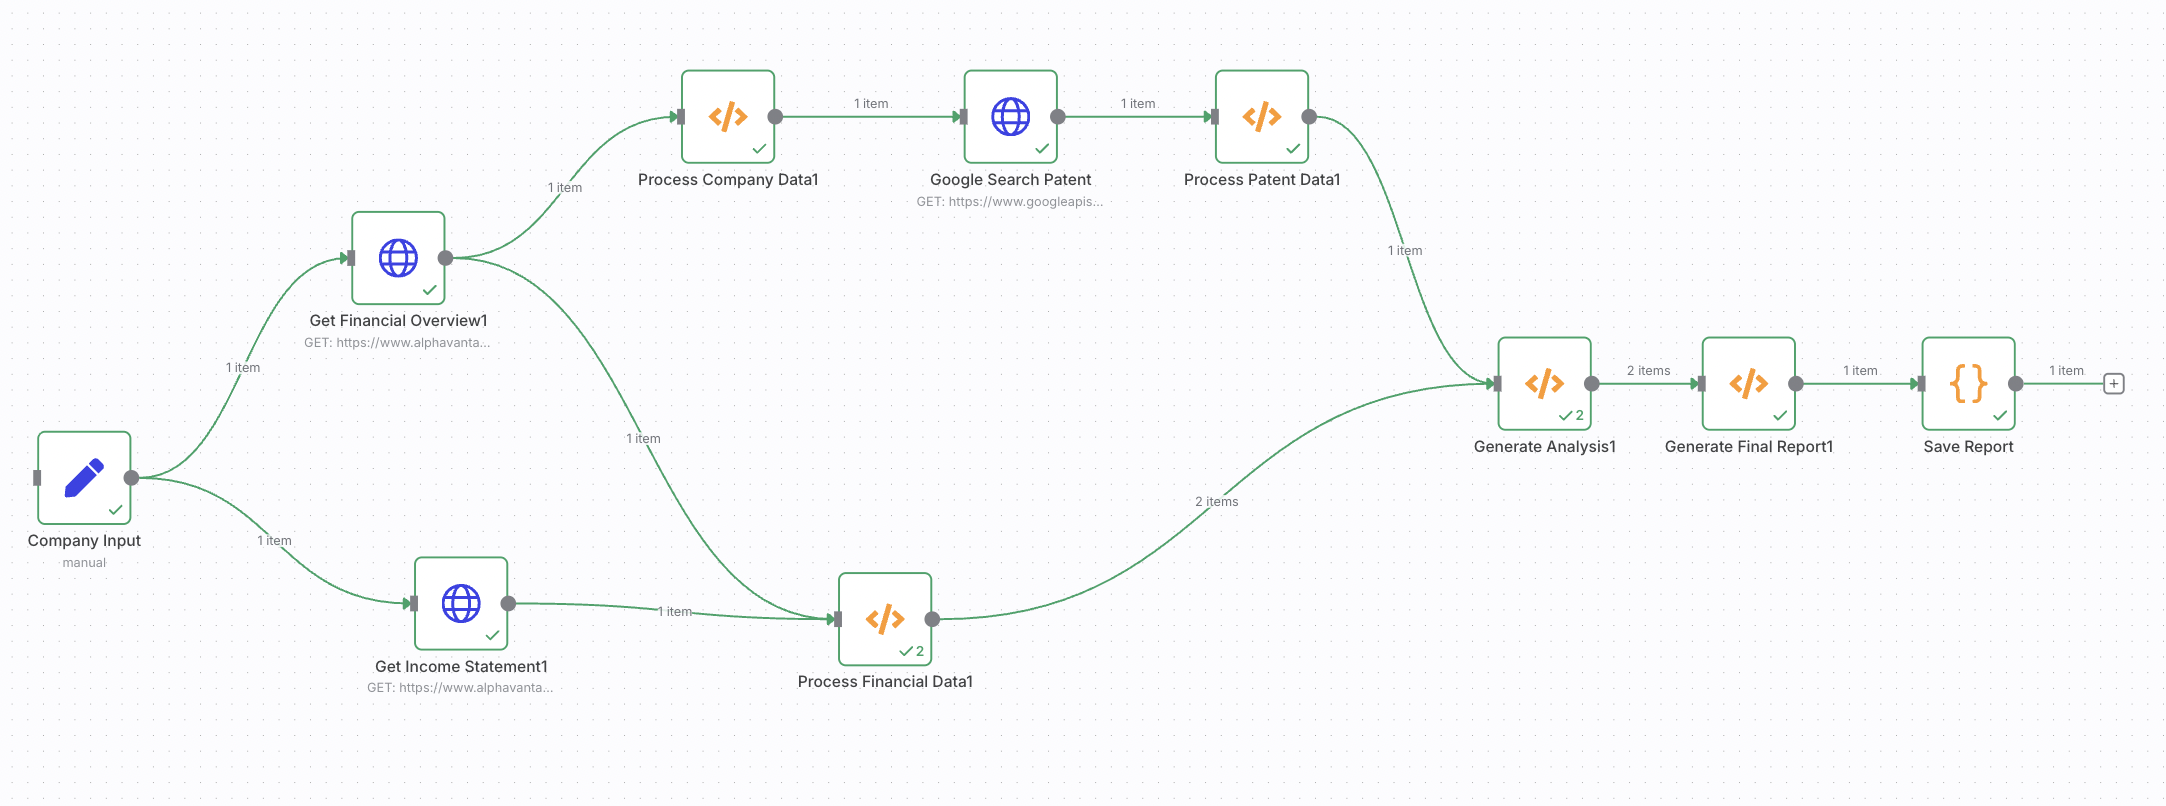 1 item
1 item
Process Company Data1
Google Search Patent
GET: https://www.googleapis...
Process Patent Data1
1 item
1 item
Get Financial Overview1
GET: https://www.alphavanta...
1 item
1 item
2 items
1 item
1 item
2
Generate Analysis1
Generate Final Report1
Save Report
1 item
2 items
Company Input
manual
1 item
Get Income Statement1
GET: https://www.alphavanta...
1 item
2
Process Financial Data1